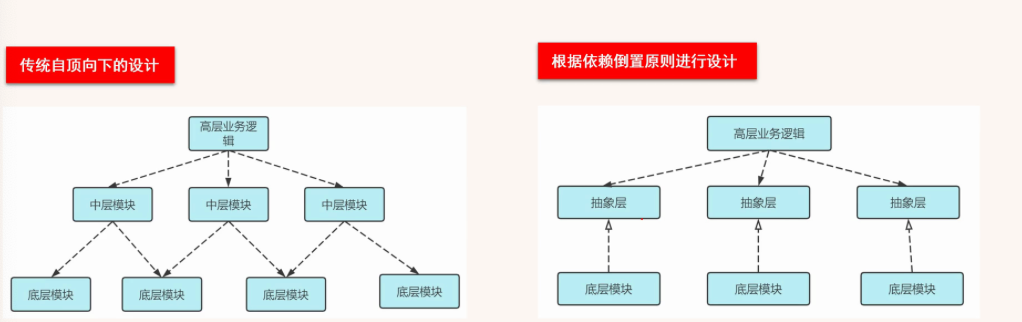 传统自顶向下的设计
根据依赖倒置原则进行设计
高层业务逻
辑
中层模块
中层模块
中层模块
底层模块
底层模块
底层模块
底层模块
高层业务逻辑
抽象层
抽象层
抽象层
底层模块
底层模块
底层模块